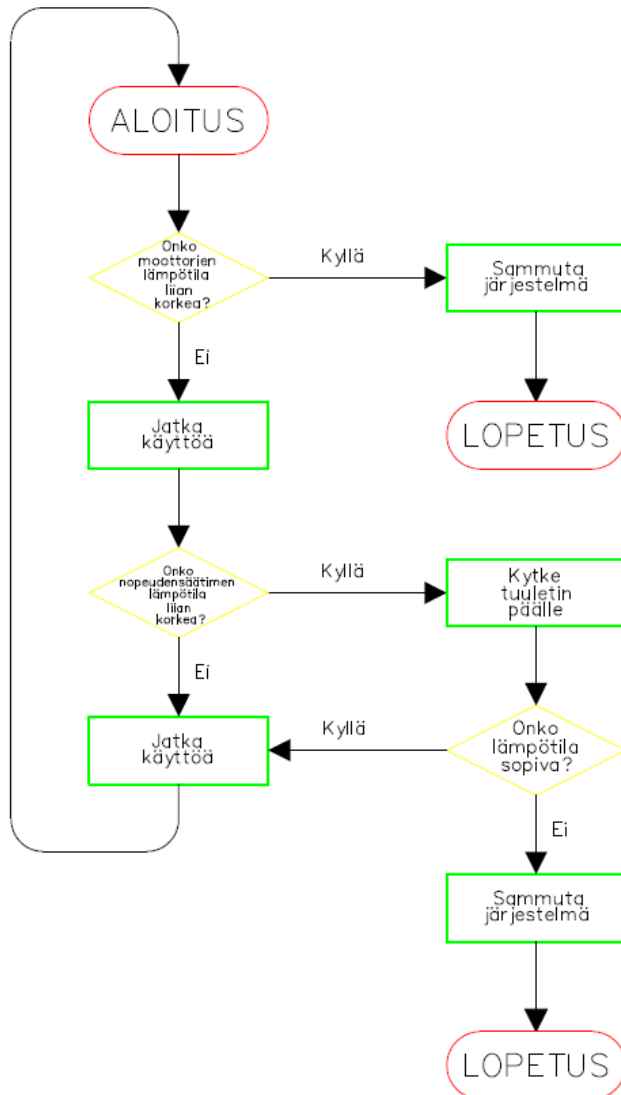 ALOITUS
Onko
moottorien
lämpötila
liian
korkea?
Kyllä
Sammuta
järjestelmä
Ei
LOPETUS
Jatka
käyttöä
Onko
nopeudensäätimen
lämpötila
liian
korkea?
Kyllä
Kytke
tuuletin
päälle
Ei
Jatka
käyttöä
Kyllä
Onko
lämpötila
sopiva?
Ei
Sammuta
järjestelmä
LOPETUS